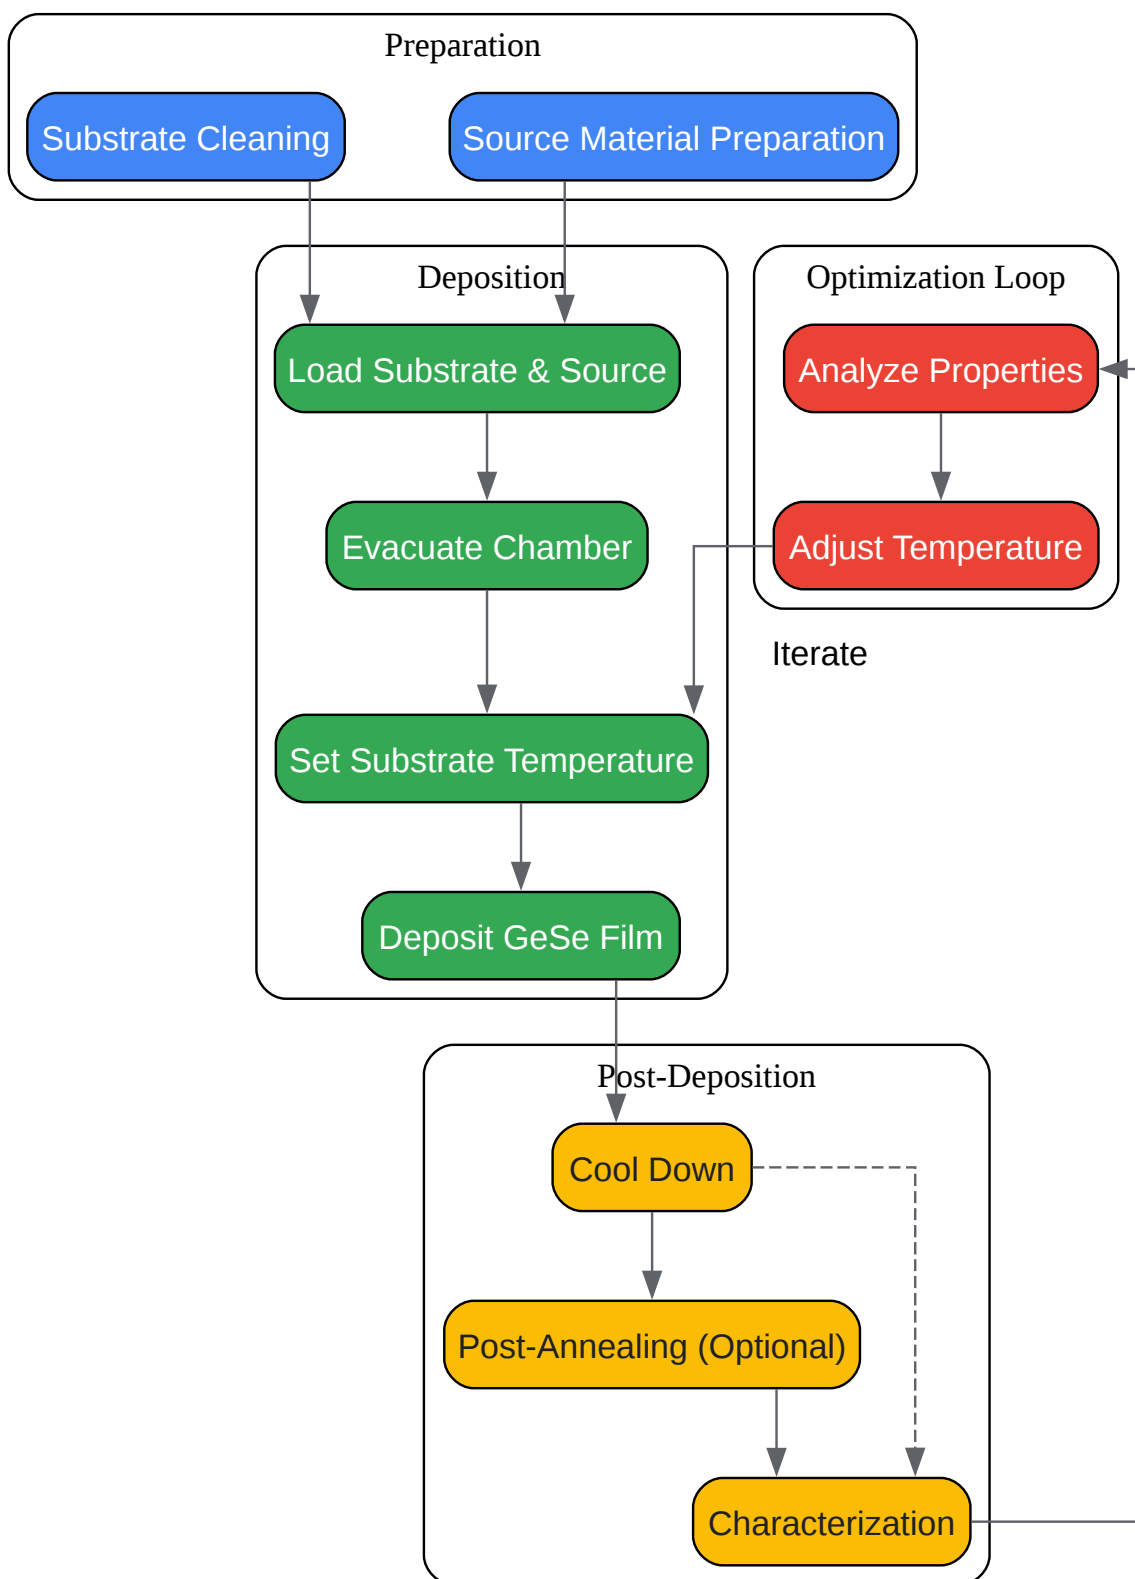 Preparation
Substrate Cleaning
Source Material Preparation
Deposition
Optimization Loop
Load Substrate & Source
Analyze Properties
Evacuate Chamber
Adjust Temperature
Iterate
Set Substrate Temperature
Deposit GeSe Film
Post-Deposition
Cool Down
Post-Annealing (Optional)
Characterization